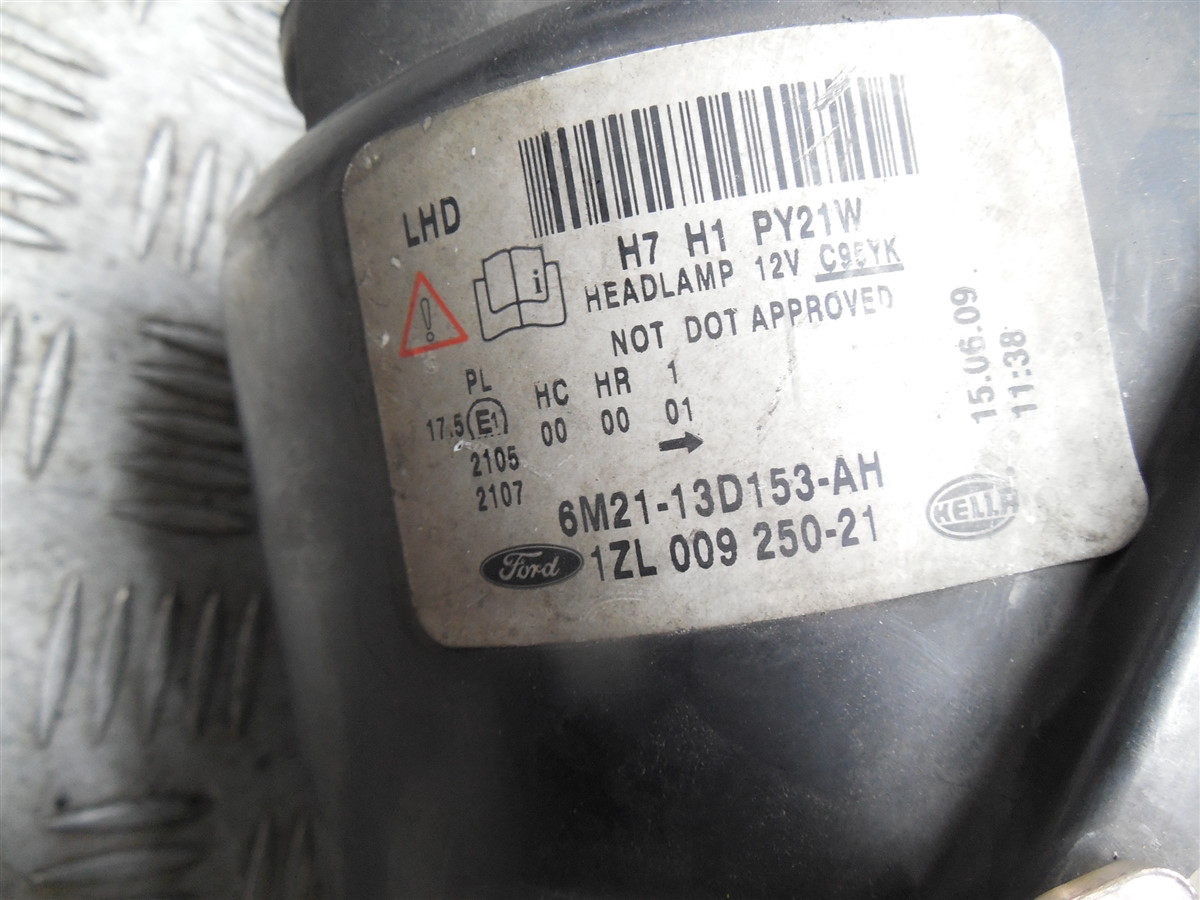 LHD
H7 H1 PY21W
HEADLAMP 12V C95YK
NOT DOT APPROVED
PL HC HR 1
17.5 E1 00 00 01
2105
2107
6M21-13D153-AH
Ford 1ZL 009 250-21
HELLA
15.06.09
11:38